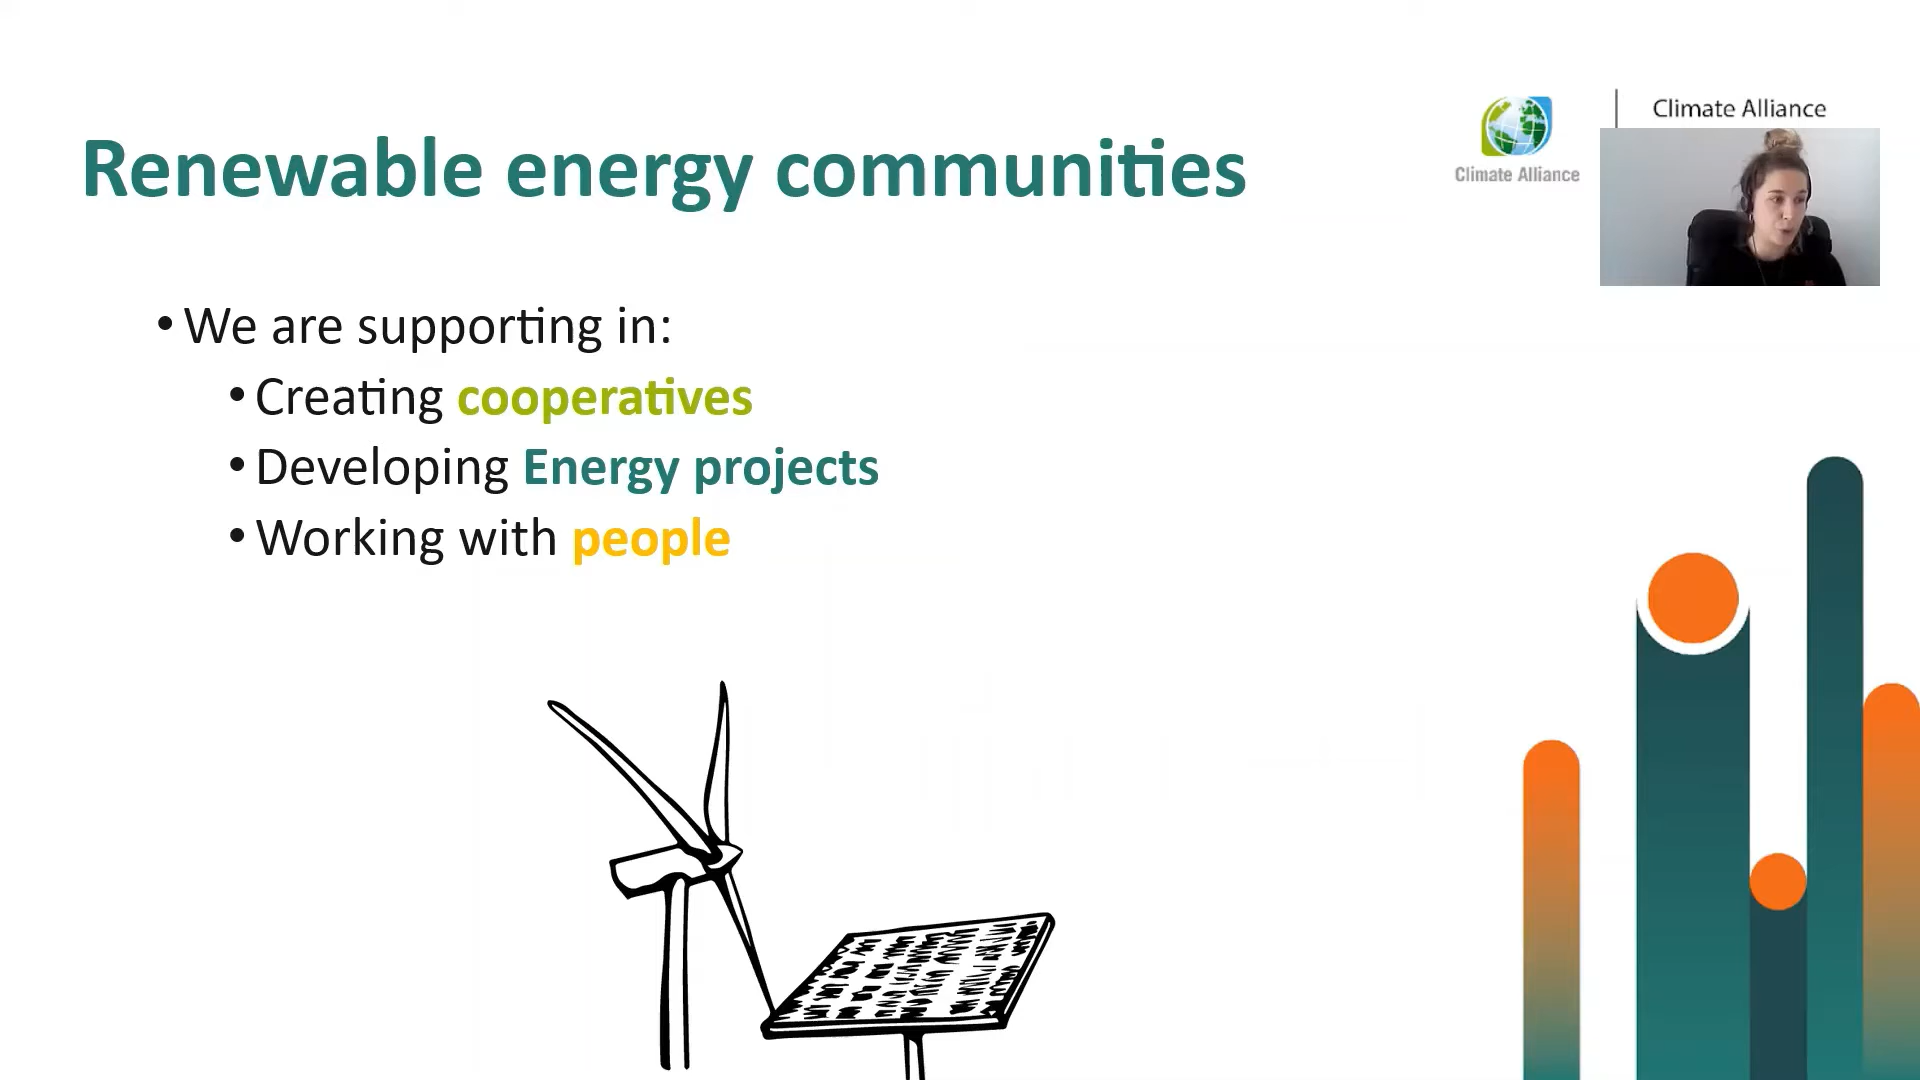 Climate Alliance
Renewable energy communities
Climate Alliance
• We are supporting in:
• Creating cooperatives
• Developing Energy projects
• Working with people